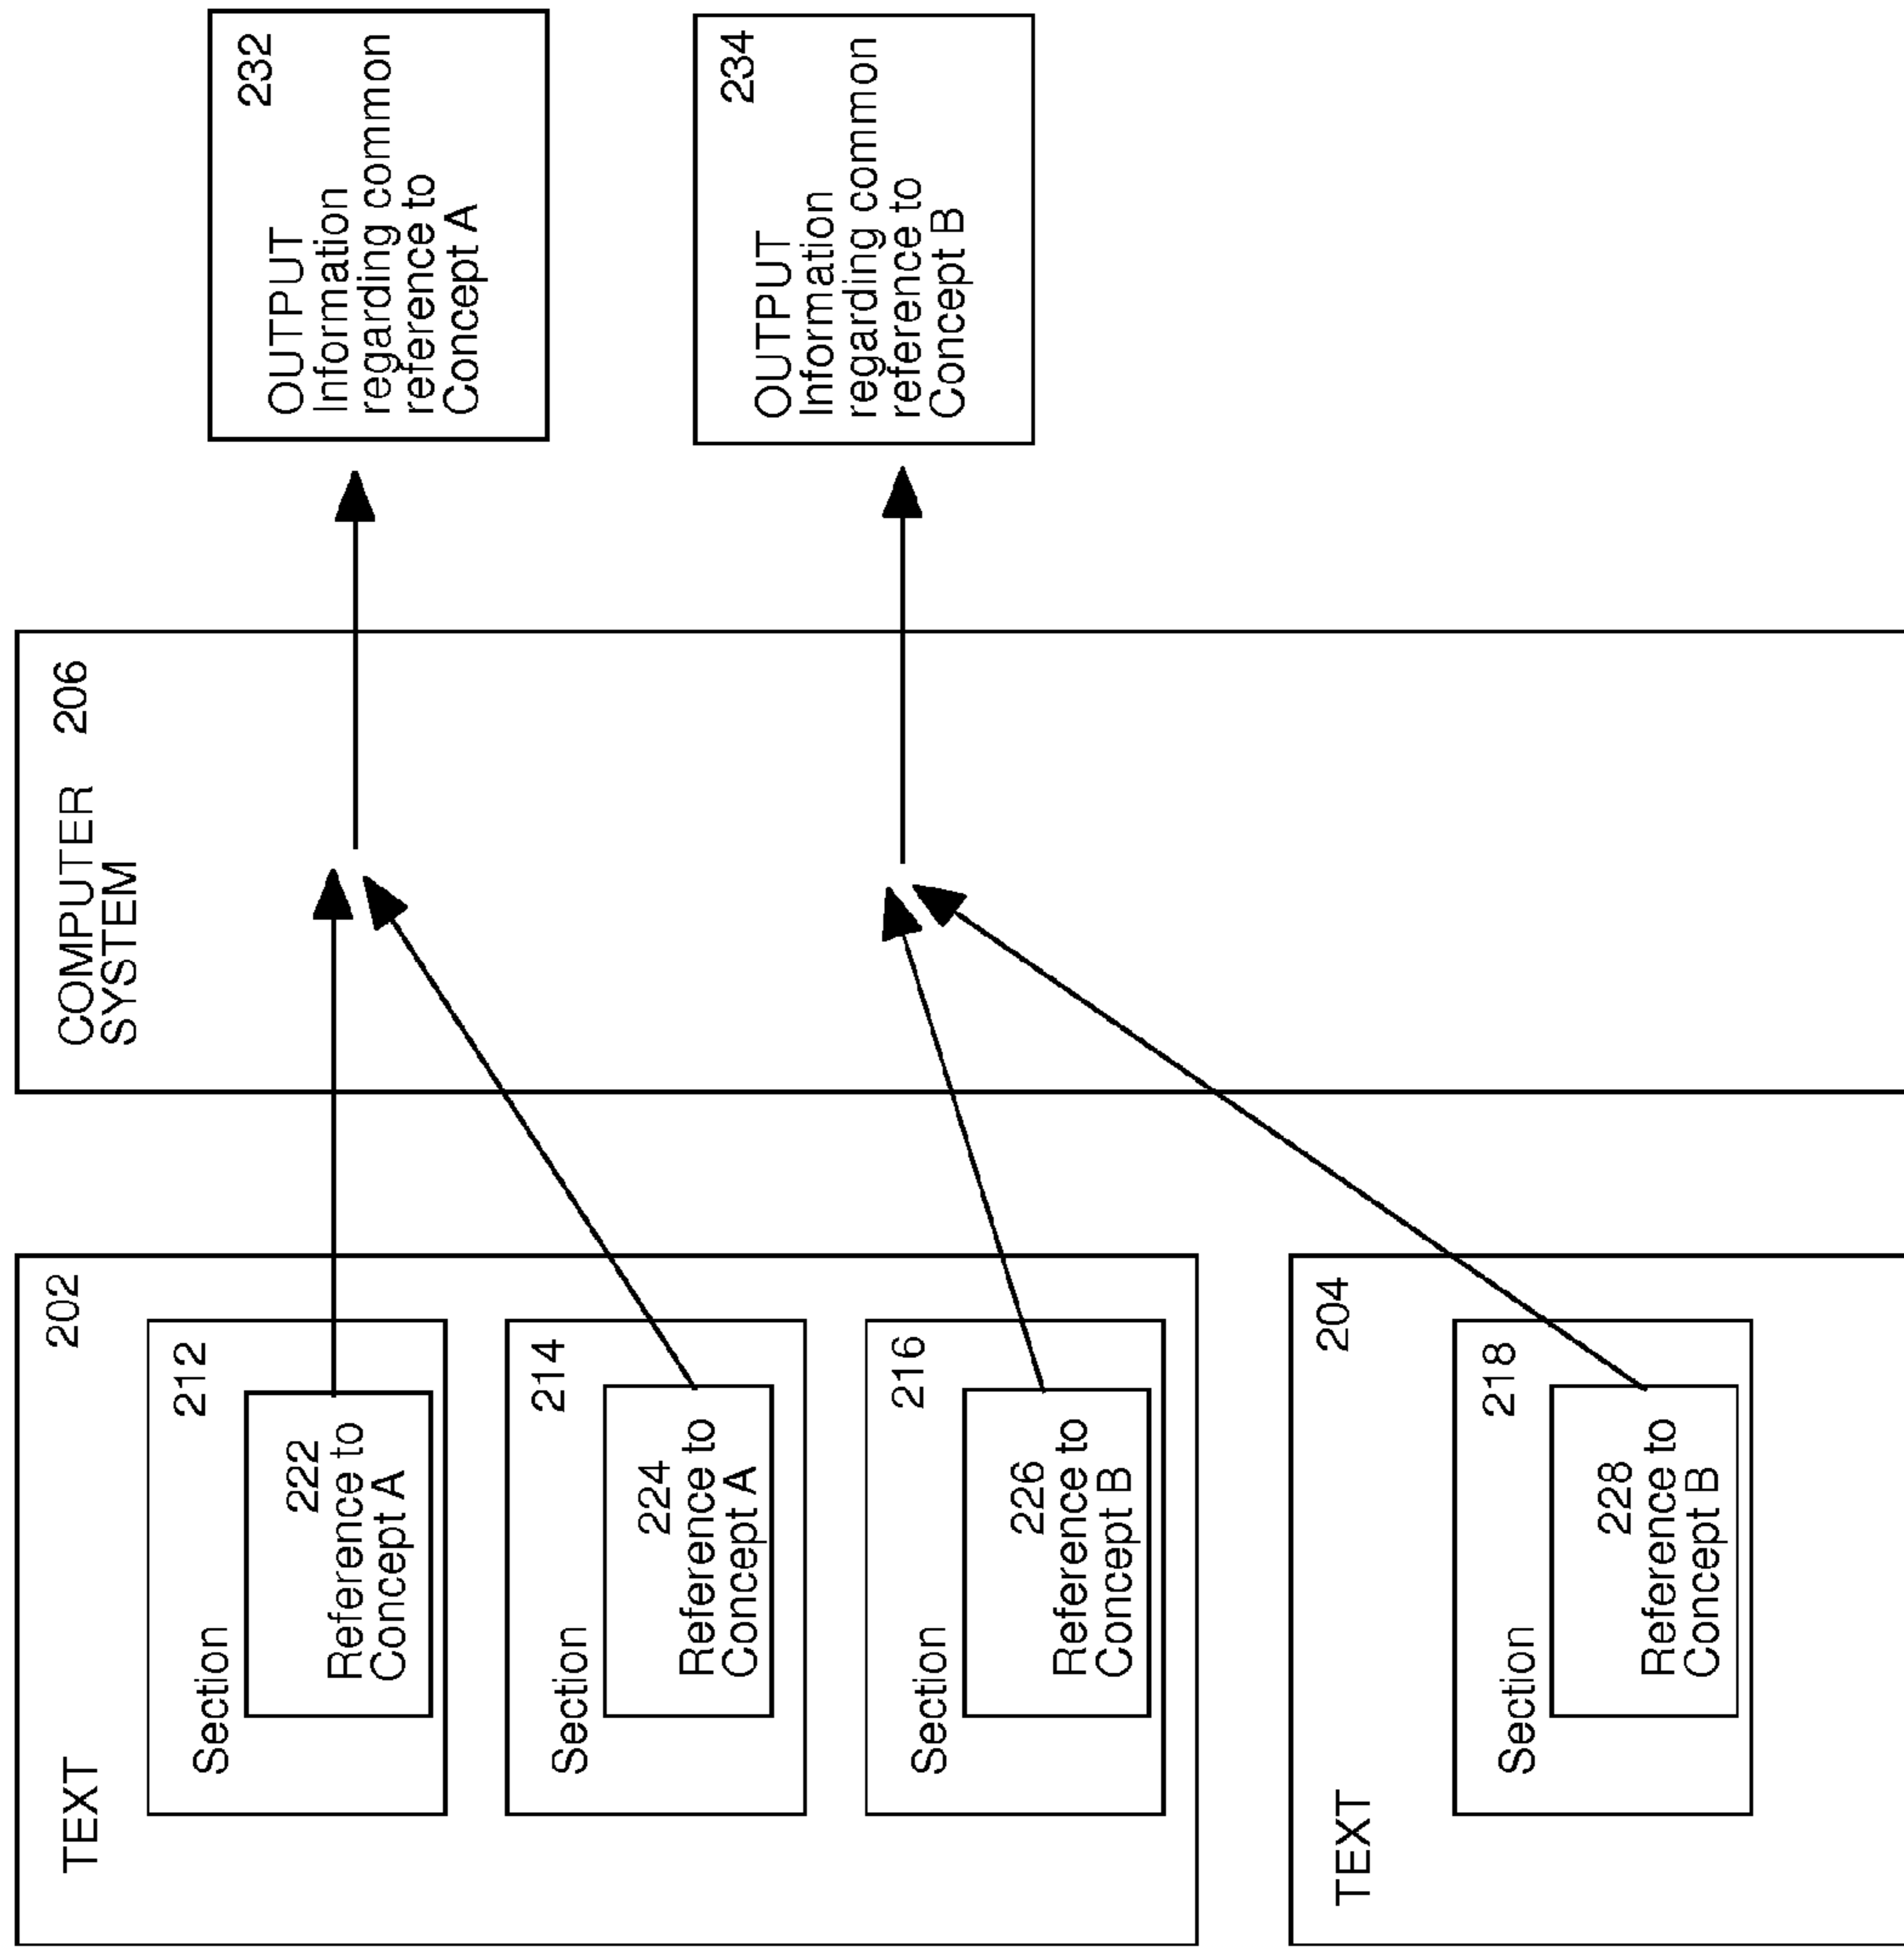 TEXT 202
Section 212
222
Reference to
Concept A
Section 214
224
Reference to
Concept A
Section 216
226
Reference to
Concept B
TEXT 204
Section 218
228
Reference to
Concept B
COMPUTER 206
SYSTEM
232
OUTPUT
Information
regarding common
reference to
Concept A
234
OUTPUT
Information
regarding common
reference to
Concept B